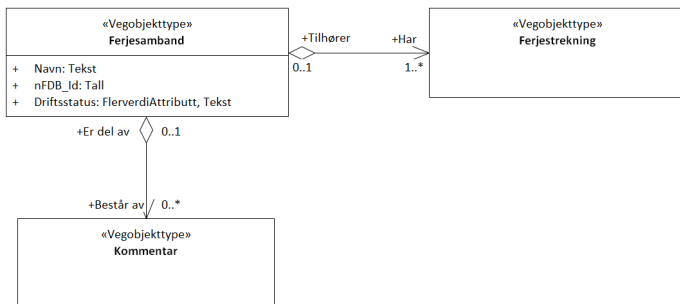 «Vegobjekttype»
Ferjesamband
+ Navn: Tekst
+ nFDB_Id: Tall
+ Driftsstatus: FlerverdiAttributt, Tekst
+Tilhører
0..1
+Har
1..*
«Vegobjekttype»
Ferjestrekning
+Er del av 0..1
+Består av 0..*
«Vegobjekttype»
Kommentar